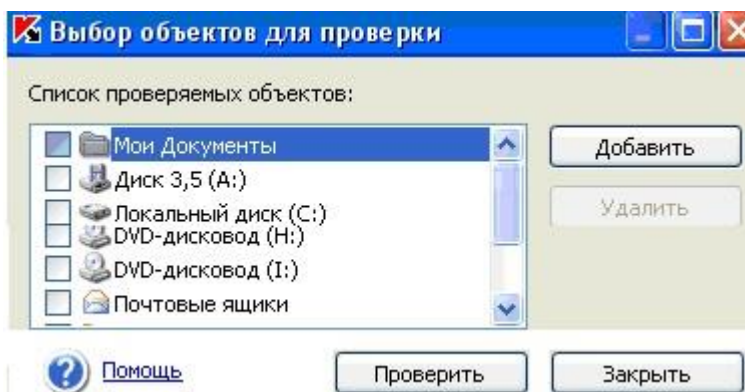 Выбор объектов для проверки
Список проверяемых объектов:
Мои Документы
Диск 3,5 (A:)
Локальный диск (C:)
DVD-дисковод (H:)
DVD-дисковод (I:)
Почтовые ящики
Добавить
Удалить
Помощь
Проверить
Закрыть